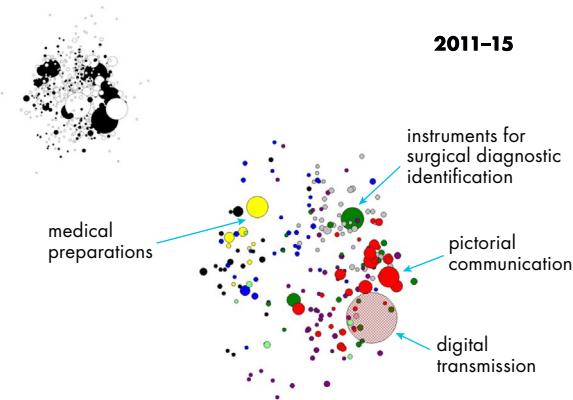 2011–15
instruments for
surgical diagnostic
identification
medical
preparations
pictorial
communication
digital
transmission